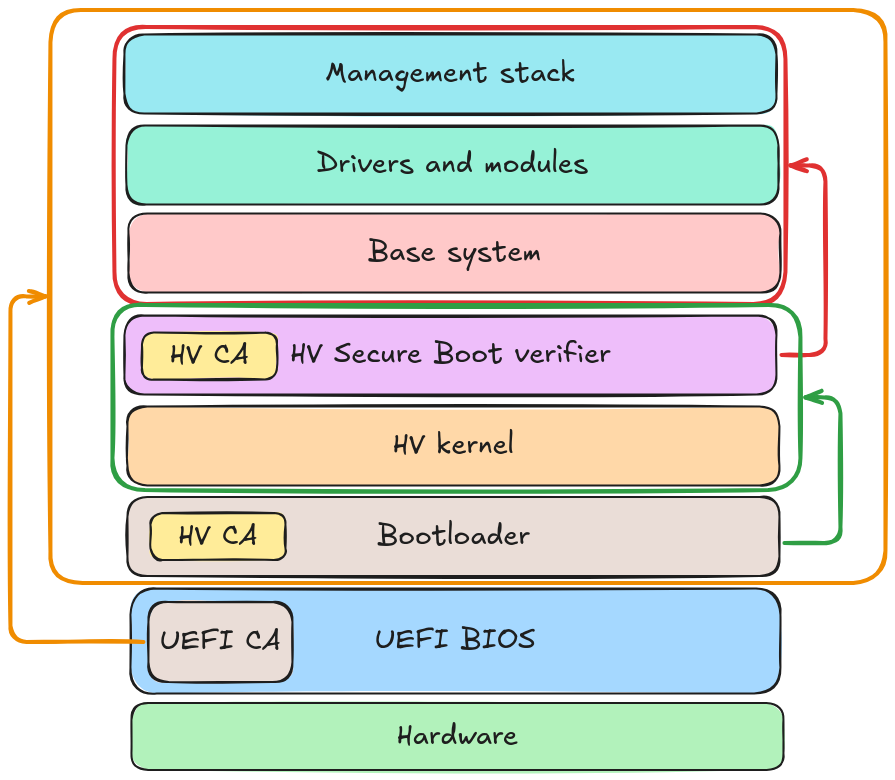 Management stack
Drivers and modules
Base system
HV CA
HV Secure Boot verifier
HV kernel
HV CA
Bootloader
UEFI CA
UEFI BIOS
Hardware